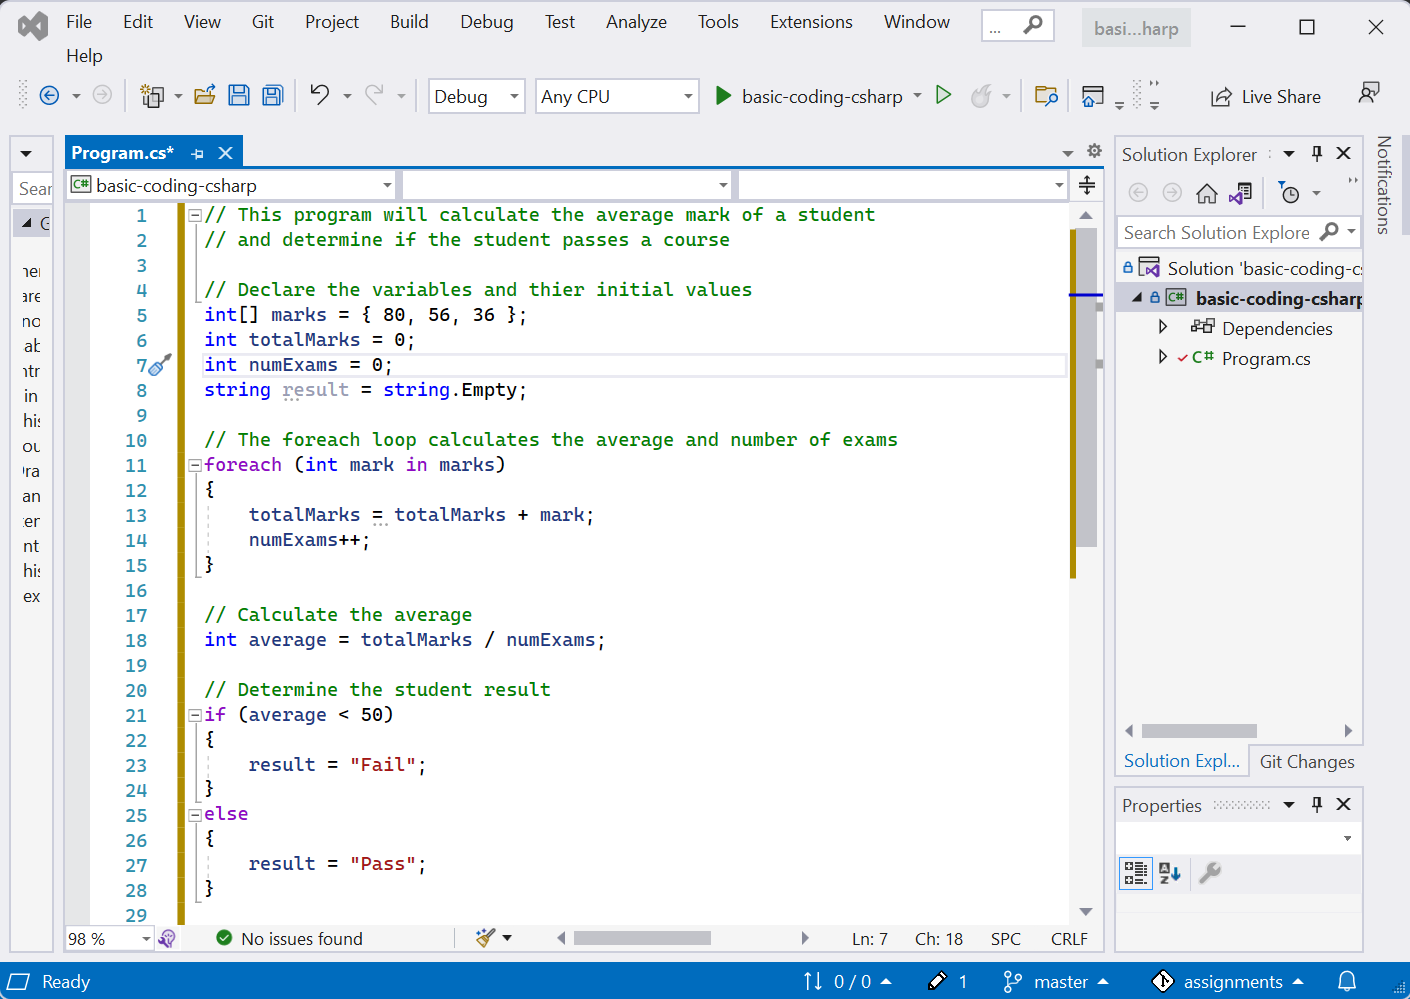 File Edit View Git Project Build Debug Test Analyze Tools Extensions Window ... basi...harp
Help
Debug Any CPU basic-coding-csharp Live Share
Program.cs*
basic-coding-csharp
1 // This program will calculate the average mark of a student
2 // and determine if the student passes a course
3
4 // Declare the variables and thier initial values
5 int[] marks = { 80, 56, 36 };
6 int totalMarks = 0;
7 int numExams = 0;
8 string result = string.Empty;
9
10 // The foreach loop calculates the average and number of exams
11 foreach (int mark in marks)
12 {
13 totalMarks = totalMarks + mark;
14 numExams++;
15 }
16
17 // Calculate the average
18 int average = totalMarks / numExams;
19
20 // Determine the student result
21 if (average < 50)
22 {
23 result = "Fail";
24 }
25 else
26 {
27 result = "Pass";
28 }
29
98 % No issues found Ln: 7 Ch: 18 SPC CRLF
Solution Explorer
Search Solution Explore
Solution 'basic-coding-cs
C# basic-coding-csharp
Dependencies
C# Program.cs
Solution Expl... Git Changes
Properties
Notifications
Ready 0 / 0 1 master assignments